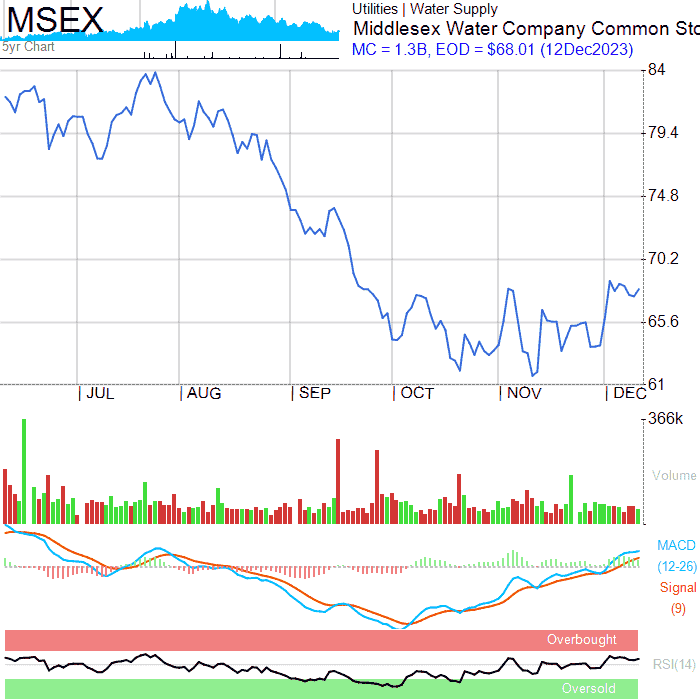 MSEX
5yr Chart
Utilities | Water Supply
Middlesex Water Company Common Sto
MC = 1.3B, EOD = $68.01 (12Dec2023)
84
79.4
74.8
70.2
65.6
61
| JUL | AUG | SEP | OCT | NOV | DEC
366k
Volume
MACD
(12-26)
Signal
(9)
Overbought
RSI(14)
Oversold